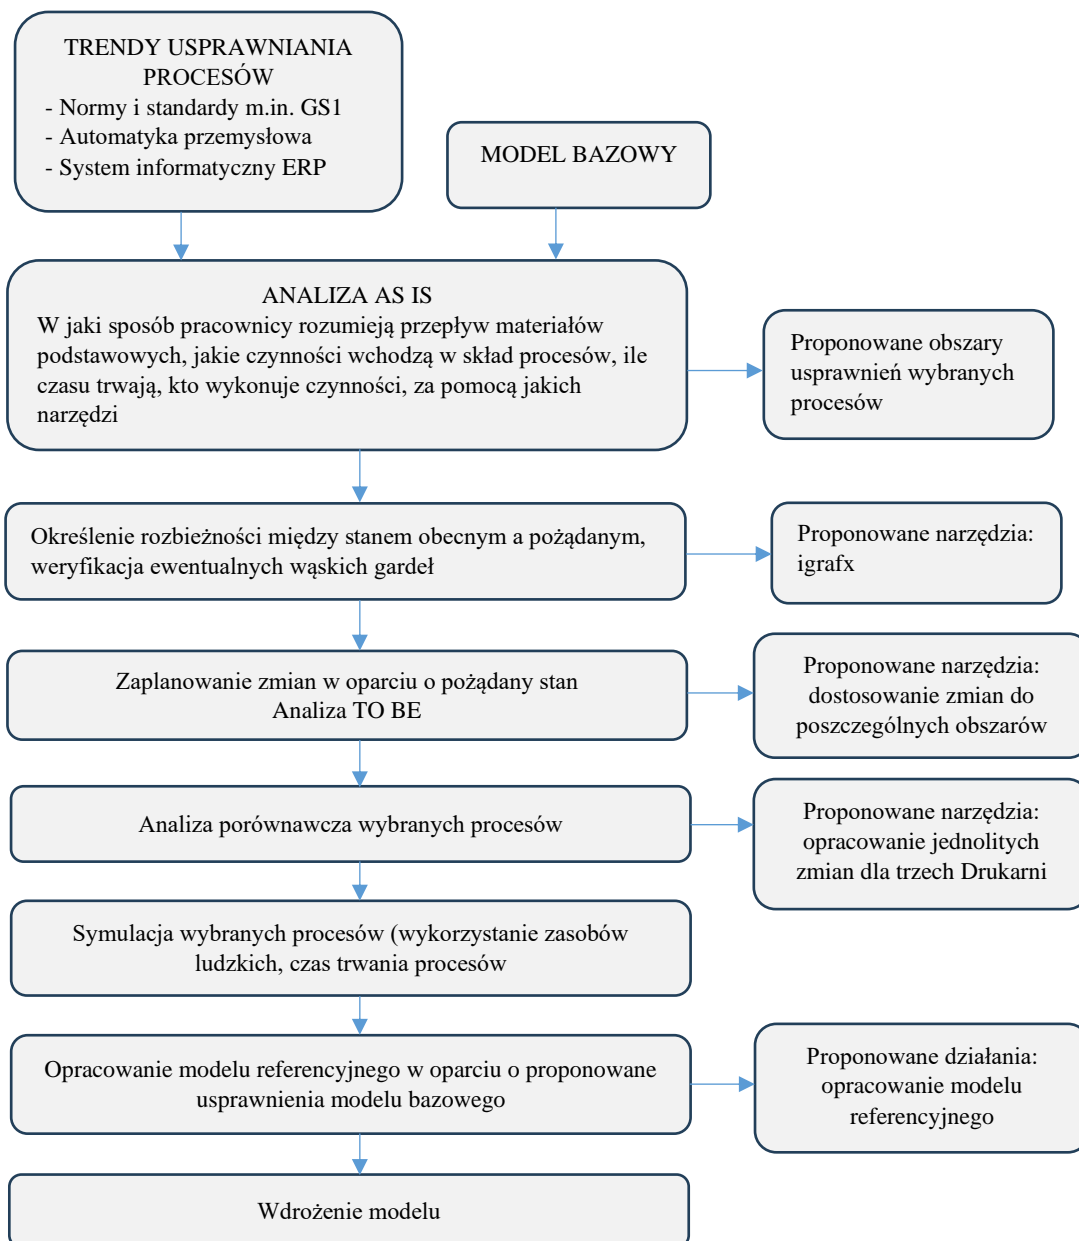 TRENDY USPRAWNIANIA
PROCESÓW
- Normy i standardy m.in. GS1
- Automatyka przemysłowa
- System informatyczny ERP
MODEL BAZOWY
ANALIZA AS IS
W jaki sposób pracownicy rozumieją przepływ materiałów
podstawowych, jakie czynności wchodzą w skład procesów, ile
czasu trwają, kto wykonuje czynności, za pomocą jakich
narzędzi
Proponowane obszary
usprawnień wybranych
procesów
Określenie rozbieżności między stanem obecnym a pożądanym,
weryfikacja ewentualnych wąskich gardeł
Proponowane narzędzia:
igrafx
Zaplanowanie zmian w oparciu o pożądany stan
Analiza TO BE
Proponowane narzędzia:
dostosowanie zmian do
poszczególnych obszarów
Analiza porównawcza wybranych procesów
Proponowane narzędzia:
opracowanie jednolitych
zmian dla trzech Drukarni
Symulacja wybranych procesów (wykorzystanie zasobów
ludzkich, czas trwania procesów
Opracowanie modelu referencyjnego w oparciu o proponowane
usprawnienia modelu bazowego
Proponowane działania:
opracowanie modelu
referencyjnego
Wdrożenie modelu